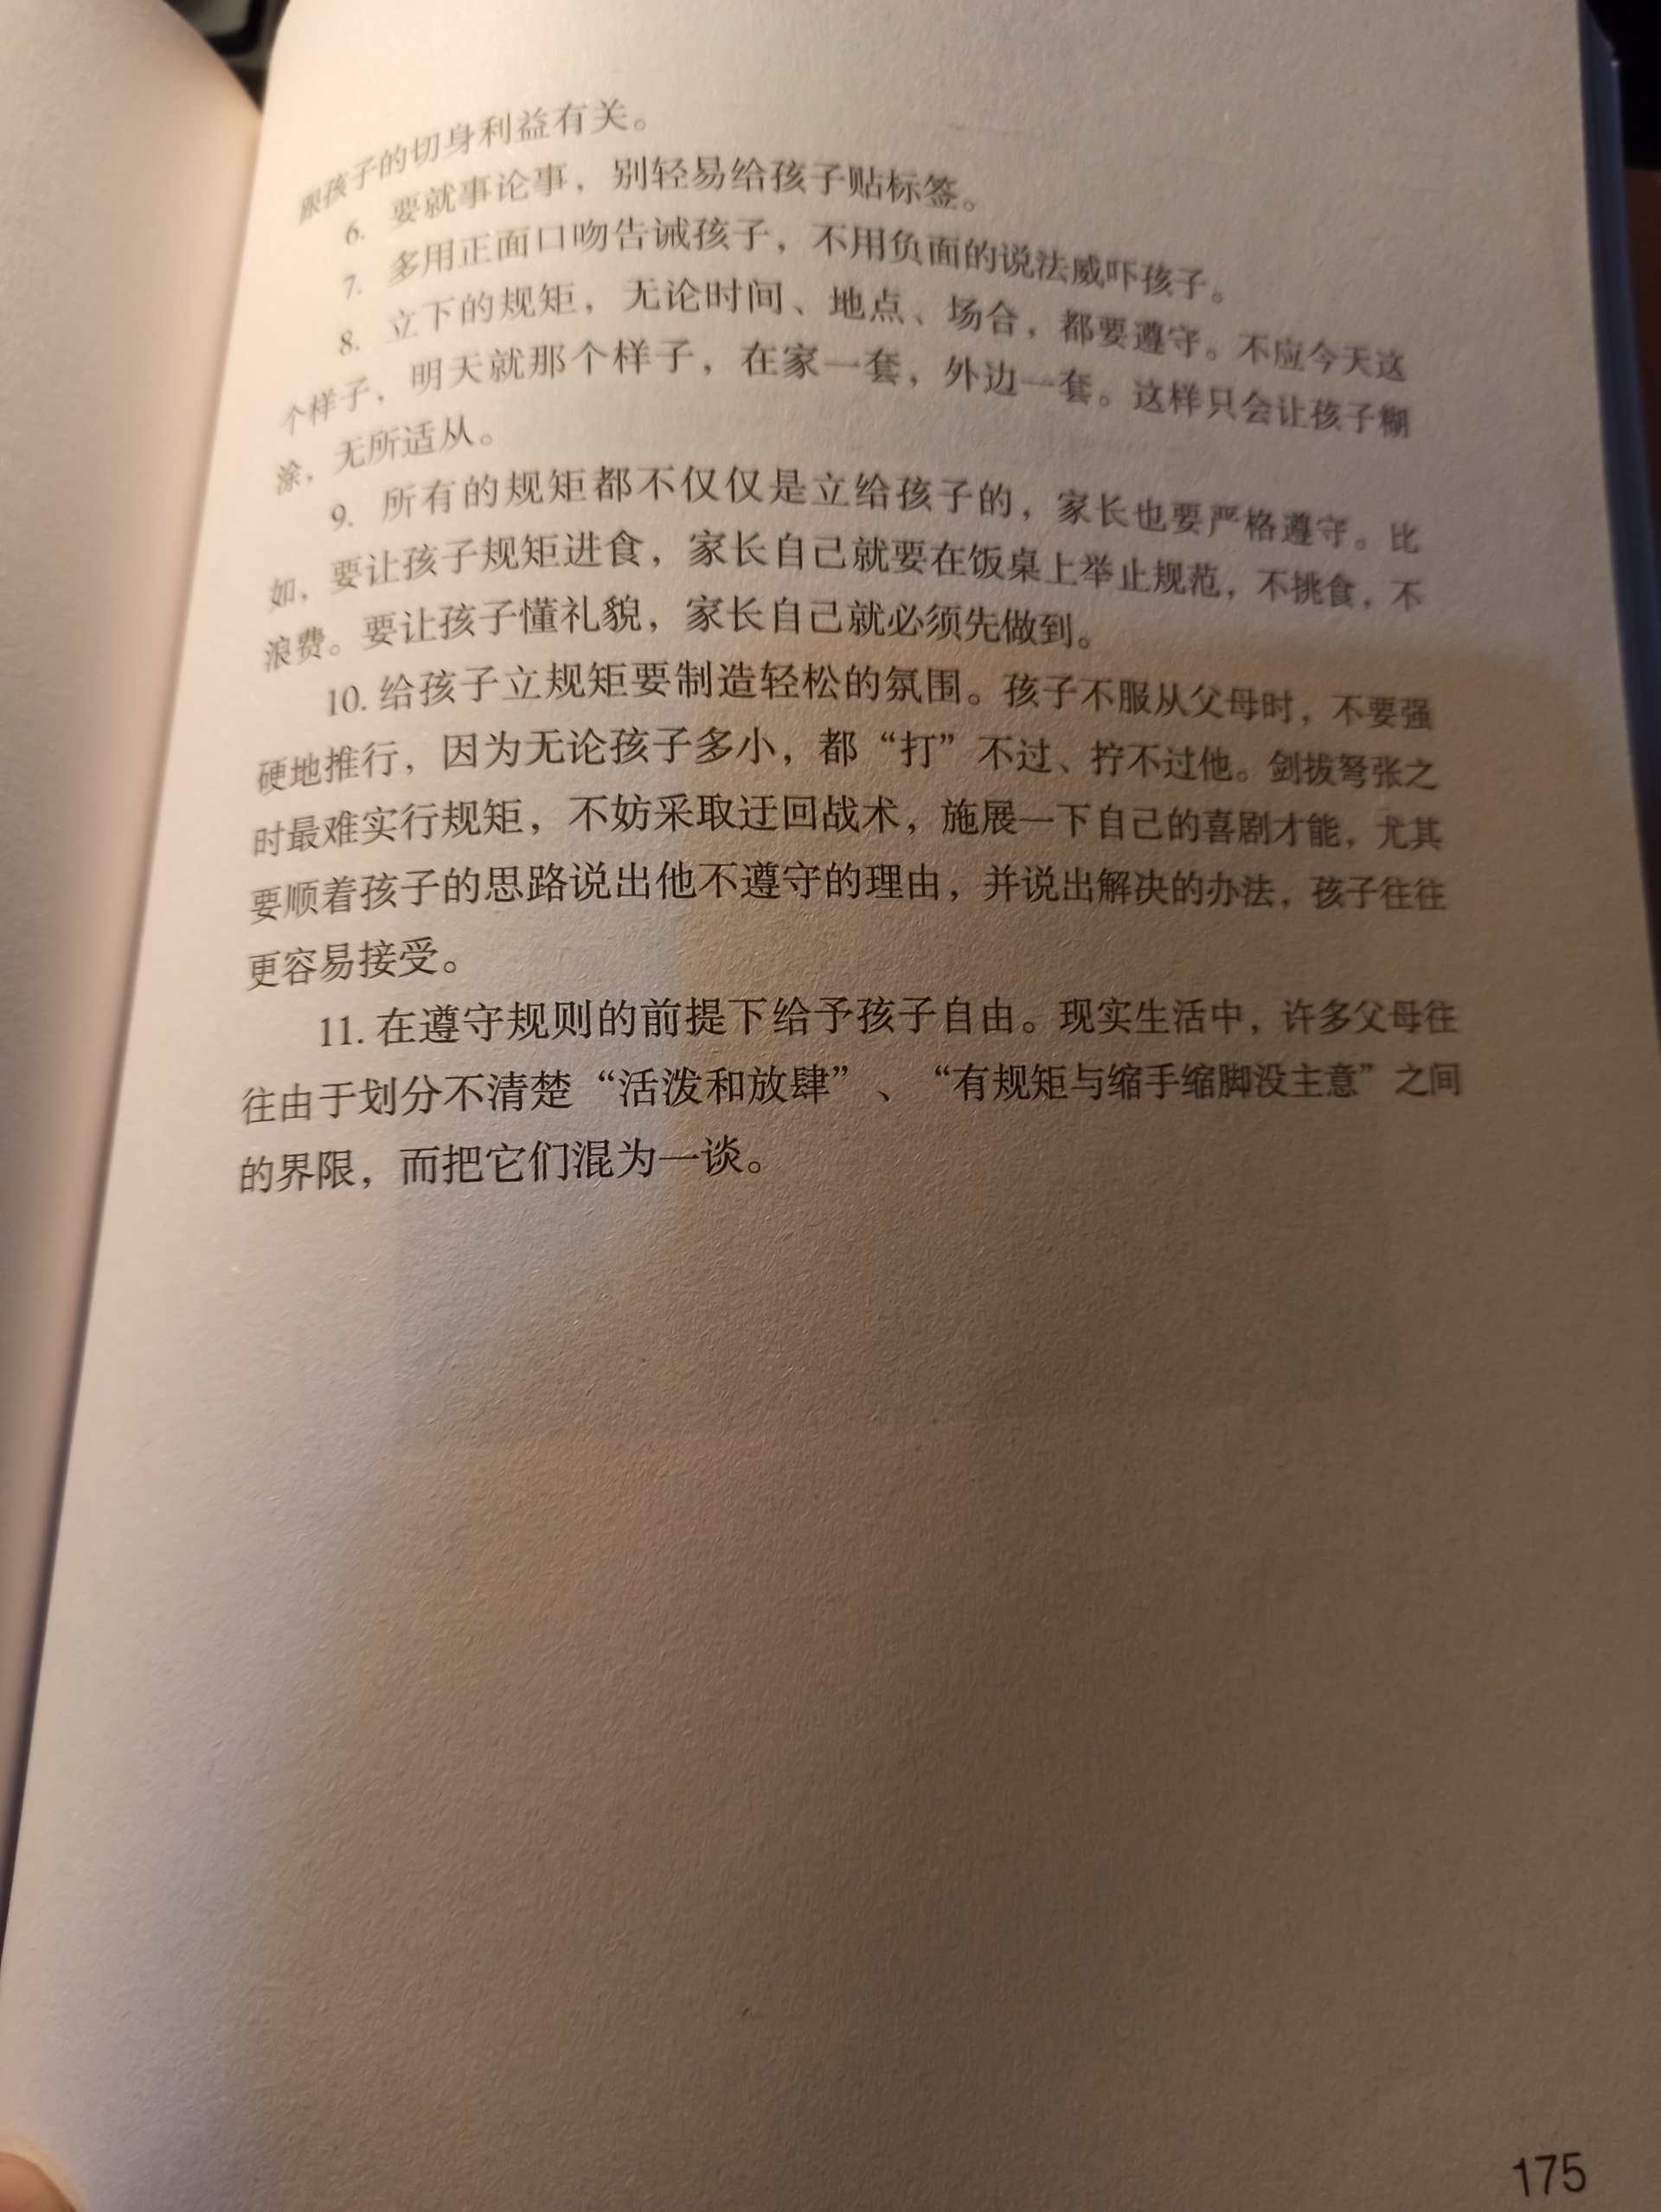 跟孩子的切身利益有关。
6. 要就事论事，别轻易给孩子贴标签。
7. 多用正面口吻告诫孩子，不用负面的说法威吓孩子。
8. 立下的规矩，无论时间、地点、场合，都要遵守。不应今天这
个样子，明天就那个样子，在家一套，外边一套。这样只会让孩子糊
涂，无所适从。
9. 所有的规矩都不仅仅是立给孩子的，家长也要严格遵守。比
如，要让孩子规矩进食，家长自己就要在饭桌上举止规范，不挑食，不
浪费。要让孩子懂礼貌，家长自己就必须先做到。
10. 给孩子立规矩要制造轻松的氛围。孩子不服从父母时，不要强
硬地推行，因为无论孩子多小，都“打”不过、拧不过他。剑拔弩张之
时最难实行规矩，不妨采取迂回战术，施展一下自己的喜剧才能，尤其
要顺着孩子的思路说出他不遵守的理由，并说出解决的办法，孩子往往
更容易接受。
11. 在遵守规则的前提下给予孩子自由。现实生活中，许多父母往
往由于划分不清楚“活泼和放肆”、“有规矩与缩手缩脚没主意”之间
的界限，而把它们混为一谈。
175